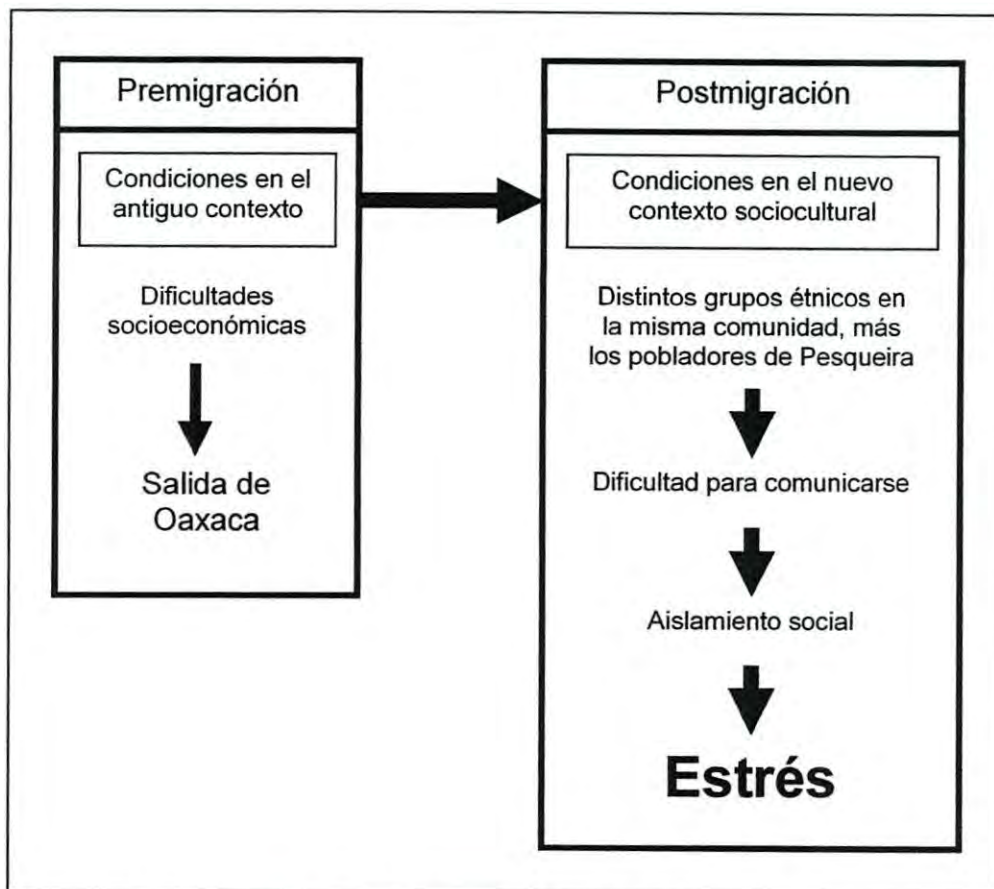 Premigración
Condiciones en el
antiguo contexto
Dificultades
socioeconómicas
Salida de
Oaxaca
Postmigración
Condiciones en el nuevo
contexto sociocultural
Distintos grupos étnicos en
la misma comunidad, más
los pobladores de Pesqueira
Dificultad para comunicarse
Aislamiento social
Estrés